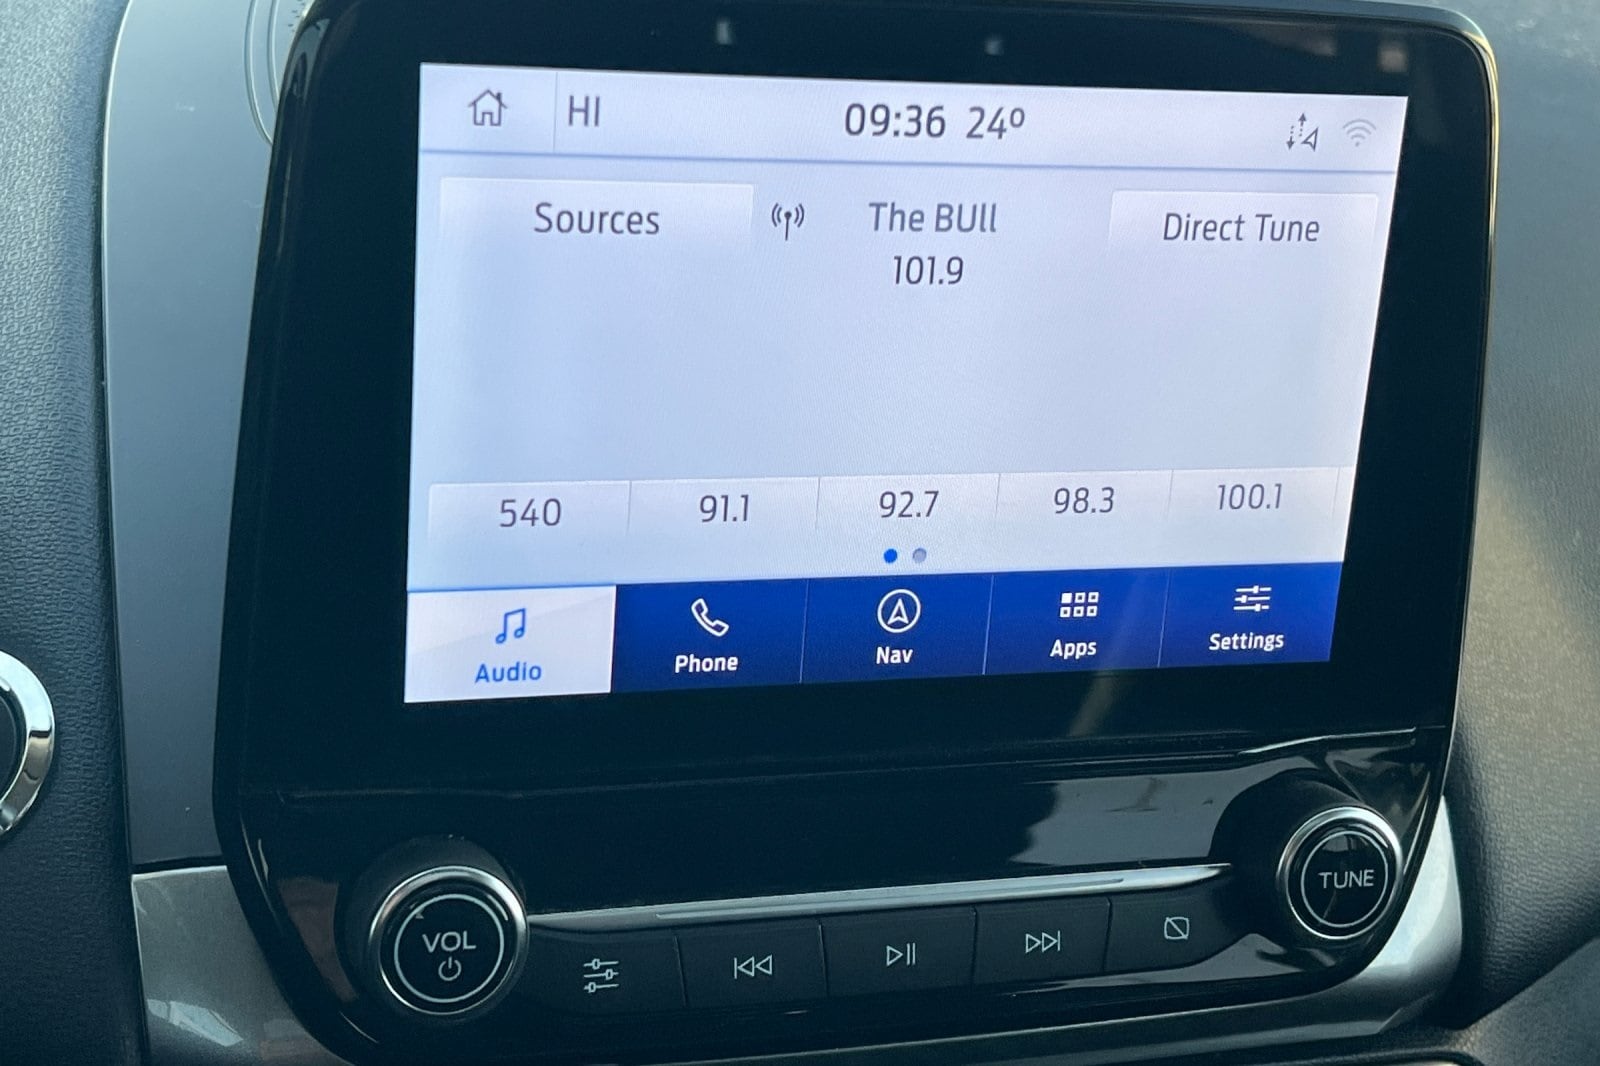 HI
09:36 24°
Sources
The BUll
101.9
Direct Tune
540
91.1
92.7
98.3
100.1
Audio
Phone
Nav
Apps
Settings
VOL
TUNE